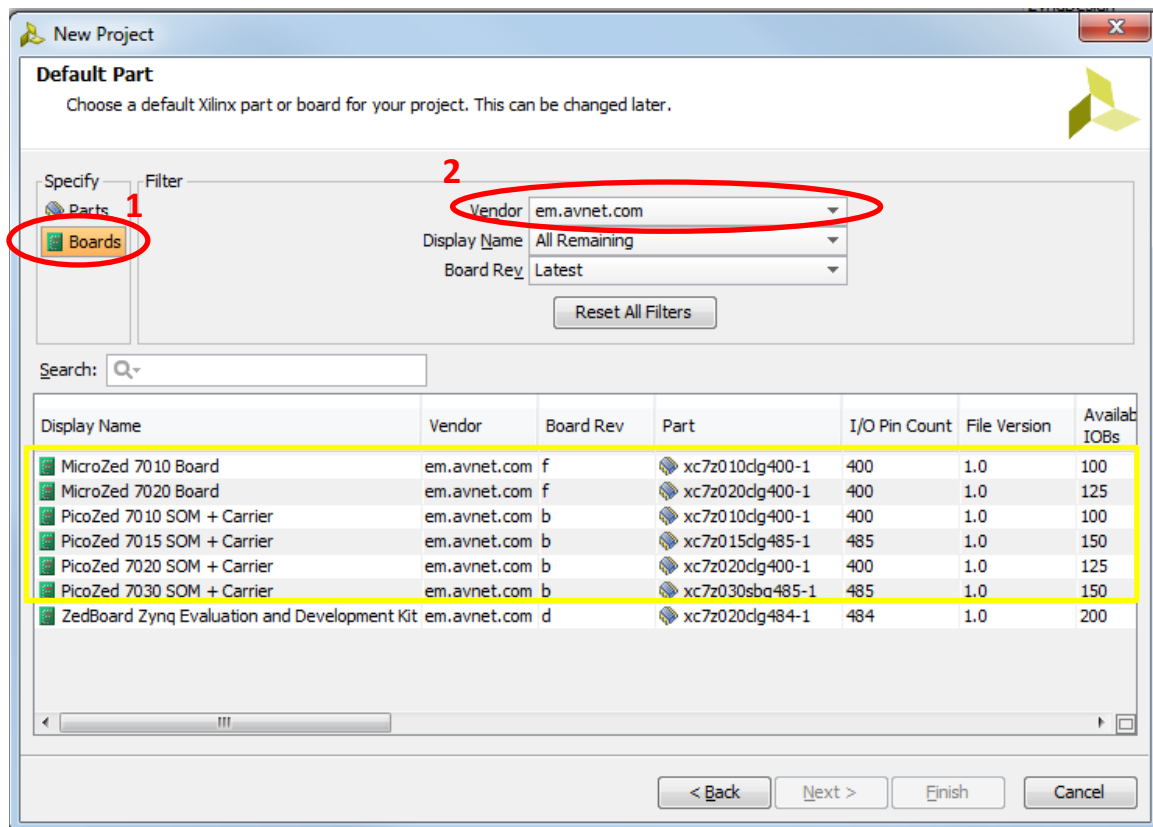 New Project
Default Part
Choose a default Xilinx part or board for your project. This can be changed later.
Specify
Filter
Parts
1
Boards
2
Vendor em.avnet.com
Display Name All Remaining
Board Rev Latest
Reset All Filters
Search:
Display Name Vendor Board Rev Part I/O Pin Count File Version Availab IOBs
MicroZed 7010 Board em.avnet.com f xc7z010clg400-1 400 1.0 100
MicroZed 7020 Board em.avnet.com f xc7z020clg400-1 400 1.0 125
PicoZed 7010 SOM + Carrier em.avnet.com b xc7z010clg400-1 400 1.0 100
PicoZed 7015 SOM + Carrier em.avnet.com b xc7z015clg485-1 485 1.0 150
PicoZed 7020 SOM + Carrier em.avnet.com b xc7z020clg400-1 400 1.0 125
PicoZed 7030 SOM + Carrier em.avnet.com b xc7z030sbg485-1 485 1.0 150
ZedBoard Zynq Evaluation and Development Kit em.avnet.com d xc7z020clg484-1 484 1.0 200
< Back
Next >
Finish
Cancel